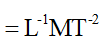 = L⁻¹MT⁻²